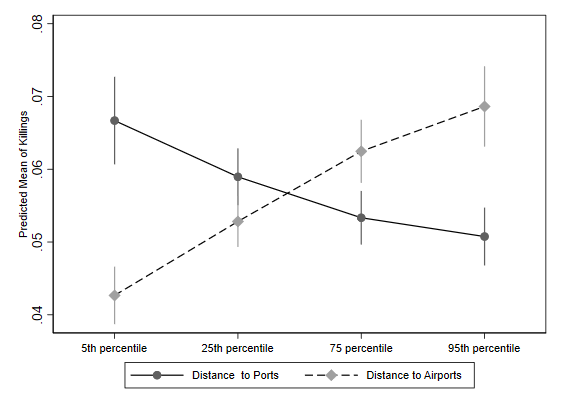 .08
.07
.06
.05
.04
Predicted Mean of Killings
5th percentile 25th percentile 75 percentile 95th percentile
Distance to Ports Distance to Airports